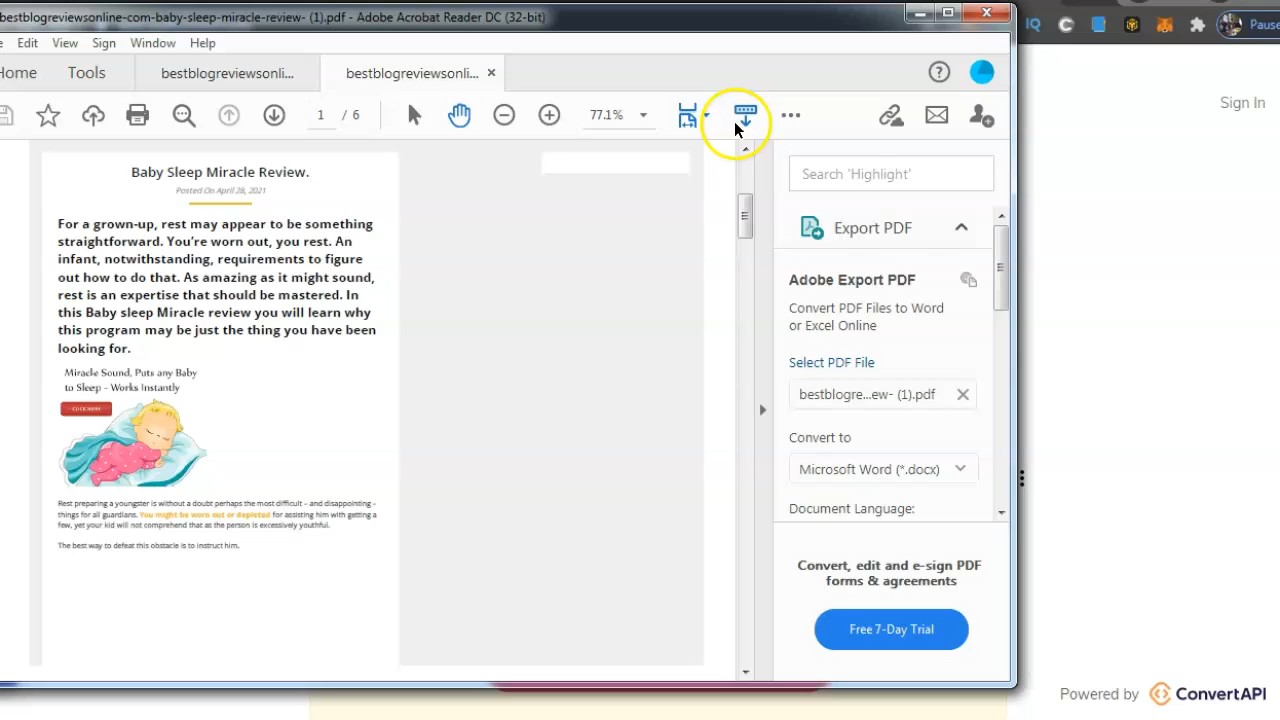 bestblogreviewsonline-com-baby-sleep-miracle-review- (1).pdf - Adobe Acrobat Reader DC (32-bit)
Edit View Sign Window Help
Home Tools bestblogreviewsonli... bestblogreviewsonli... ×
1 / 6 77.1%
IQ
Pause
Sign In
Baby Sleep Miracle Review.
Posted On April 28, 2021
For a grown-up, rest may appear to be something
straightforward. You're worn out, you rest. An
infant, notwithstanding, requirements to figure
out how to do that. As amazing as it might sound,
rest is an expertise that should be mastered. In
this Baby sleep Miracle review you will learn why
this program may be just the thing you have been
looking for.
Miracle Sound, Puts any Baby
to Sleep - Works Instantly
Rest preparing a youngster is without a doubt perhaps the most difficult – and disappointing –
things for all guardians. You might be worn out or depleted for assisting him with getting a
few, yet your kid will not comprehend that as the person is excessively youthful.
The best way to defeat this obstacle is to instruct him.
Search 'Highlight'
Export PDF
Adobe Export PDF
Convert PDF Files to Word
or Excel Online
Select PDF File
bestblogre...ew- (1).pdf
Convert to
Microsoft Word (*.docx)
Document Language:
Convert, edit and e-sign PDF
forms & agreements
Free 7-Day Trial
Powered by ConvertAPI